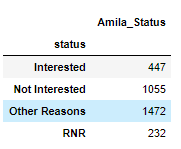 Amila_Status
status
Interested 447
Not Interested 1055
Other Reasons 1472
RNR 232